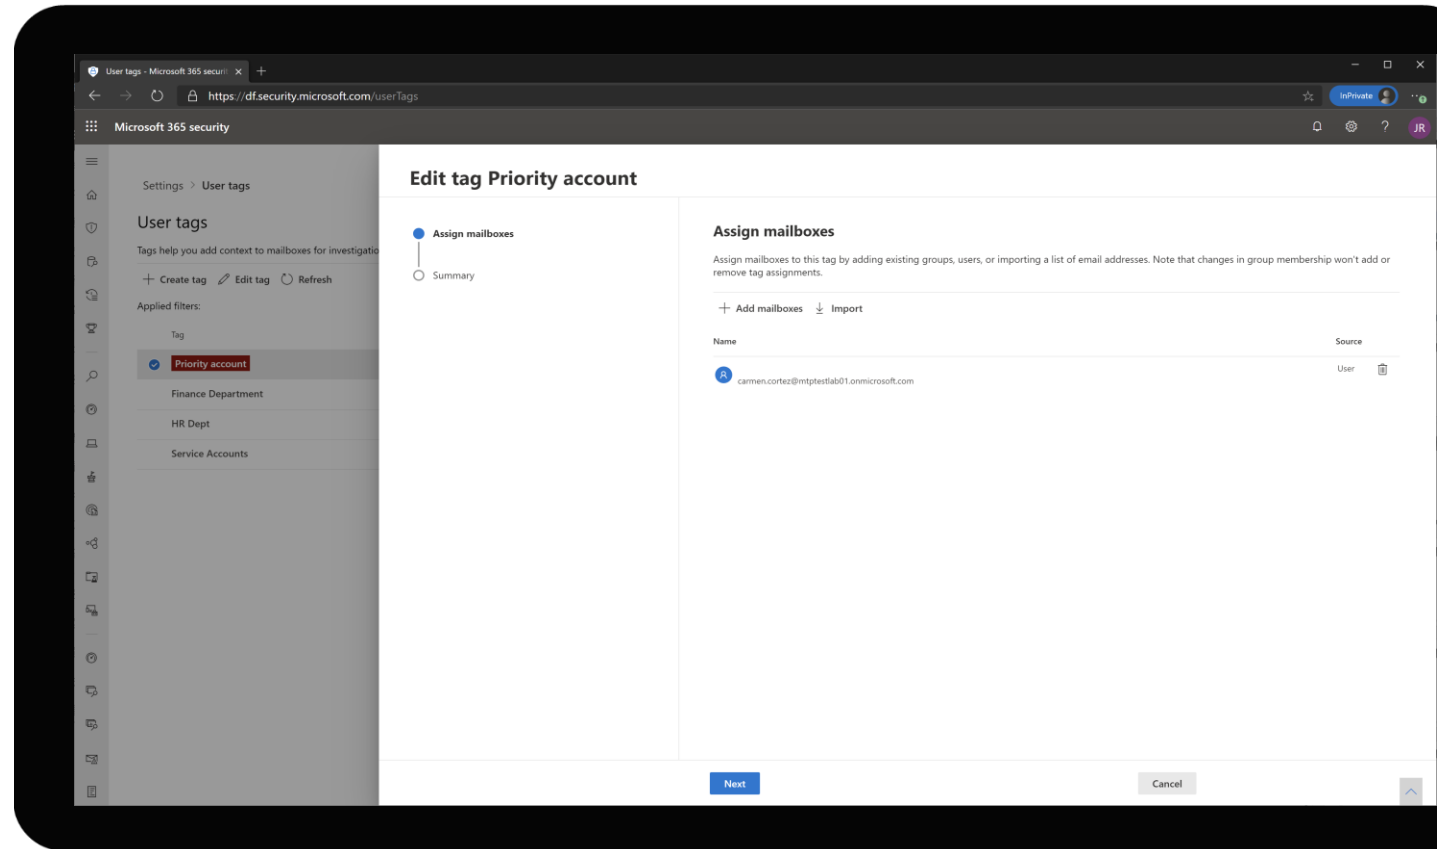 User tags - Microsoft 365 securit
https://df.security.microsoft.com/userTags
InPrivate
Microsoft 365 security
?
JR
Settings > User tags
User tags
Tags help you add context to mailboxes for investigatio
Create tag Edit tag Refresh
Applied filters:
Tag
Priority account
Finance Department
HR Dept
Service Accounts
Edit tag Priority account
Assign mailboxes
Summary
Assign mailboxes
Assign mailboxes to this tag by adding existing groups, users, or importing a list of email addresses. Note that changes in group membership won't add or
remove tag assignments.
Add mailboxes Import
Name Source
carmen.cortez@mtptestlab01.onmicrosoft.com User
Next Cancel